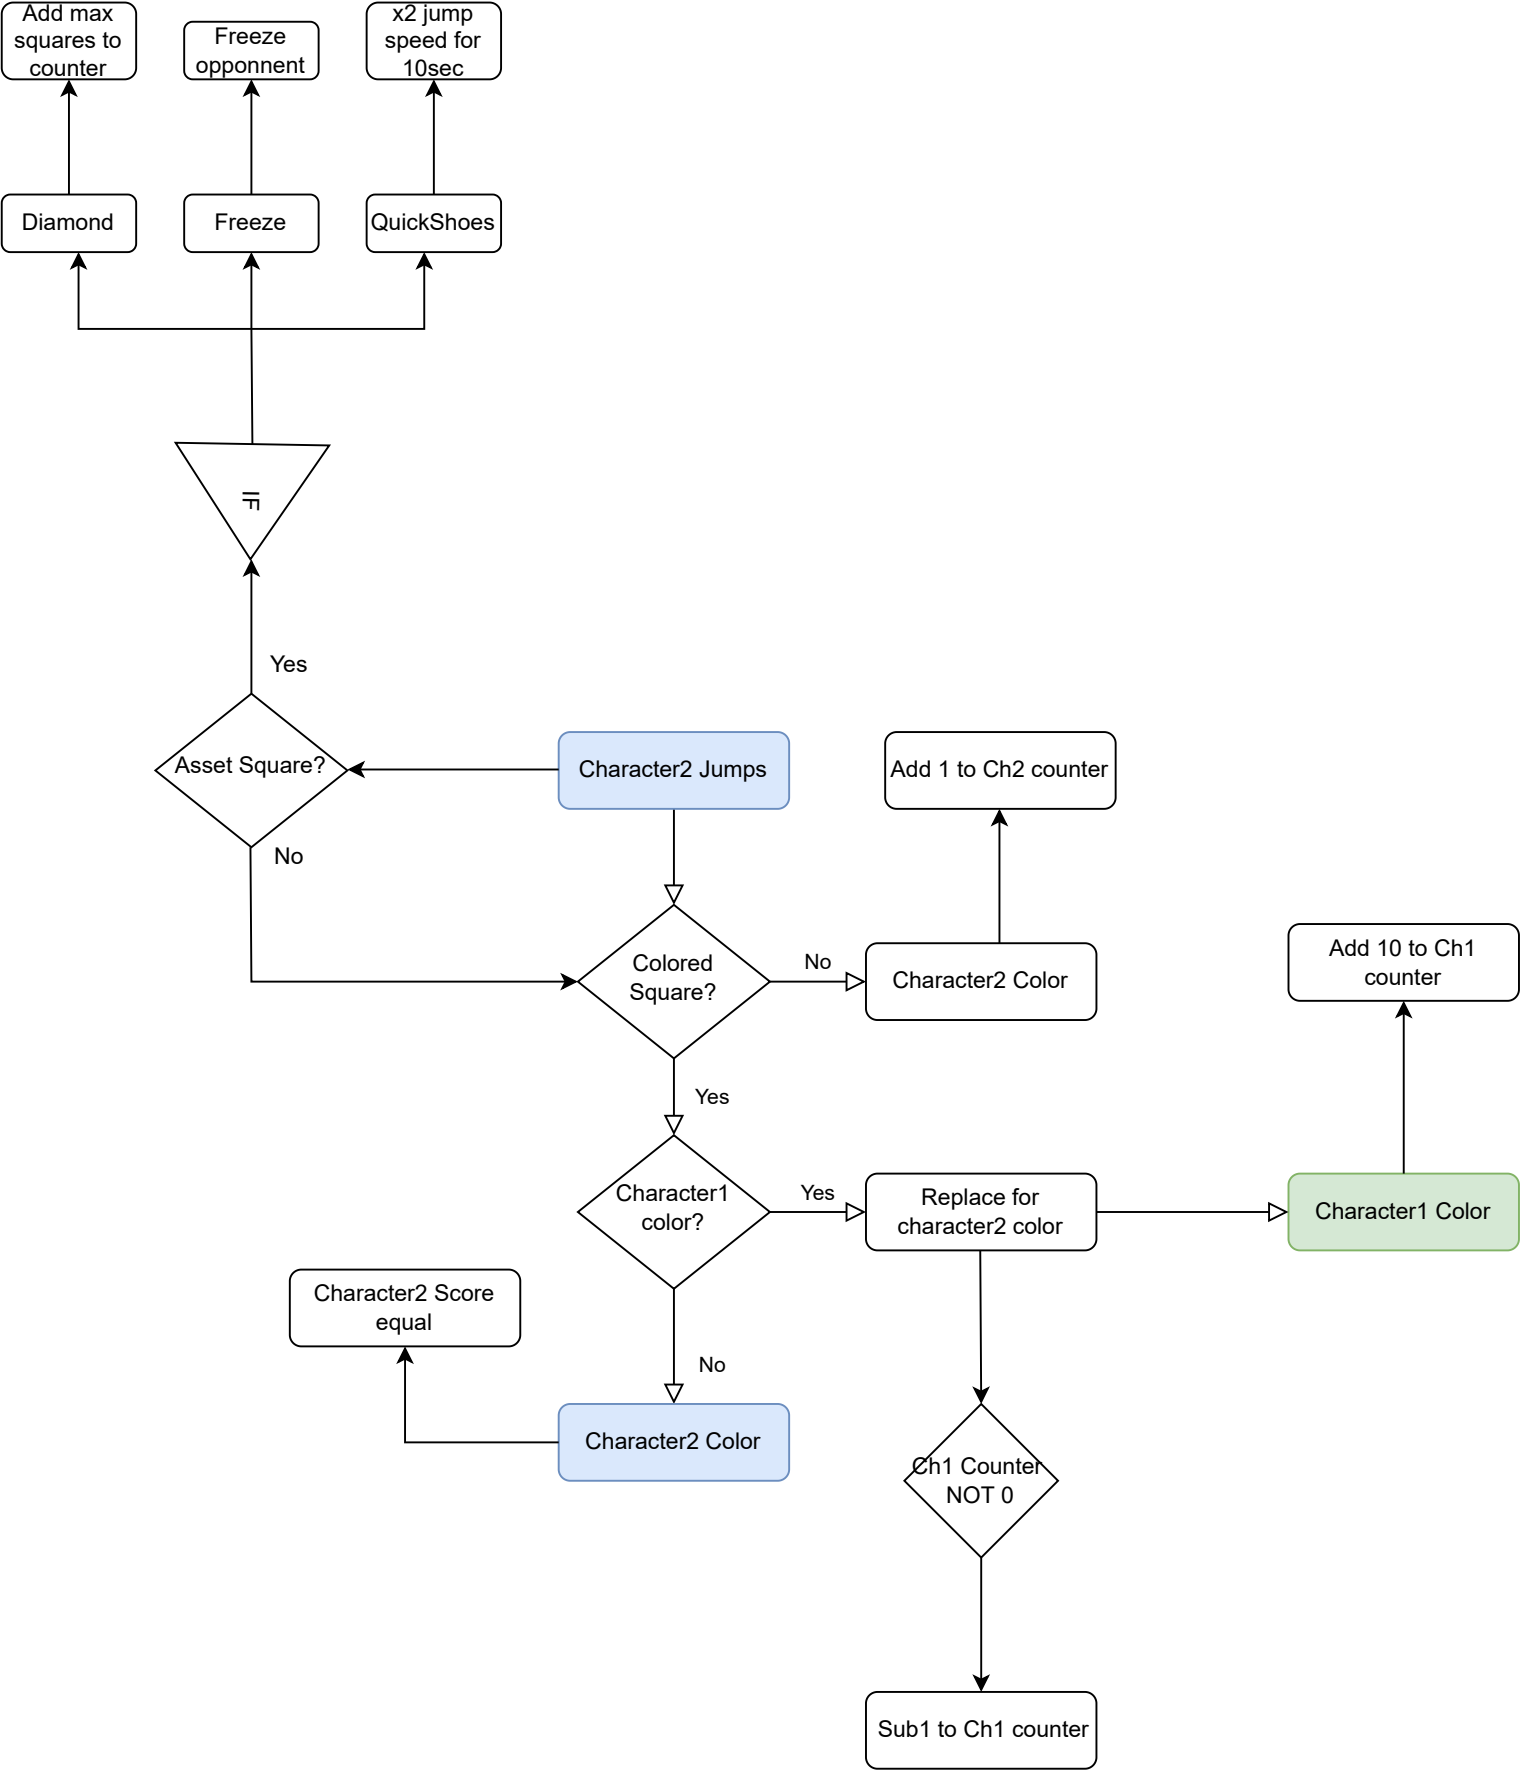 Add max
squares to
counter
Freeze
opponnent
x2 jump
speed for
10sec
Diamond
Freeze
QuickShoes
IF
Yes
Asset Square?
No
Character2 Jumps
Add 1 to Ch2 counter
Colored
Square?
No
Character2 Color
Add 10 to Ch1
counter
Yes
Character1
color?
Yes
Replace for
character2 color
Character1 Color
Character2 Score
equal
No
Character2 Color
Ch1 Counter
NOT 0
Sub1 to Ch1 counter